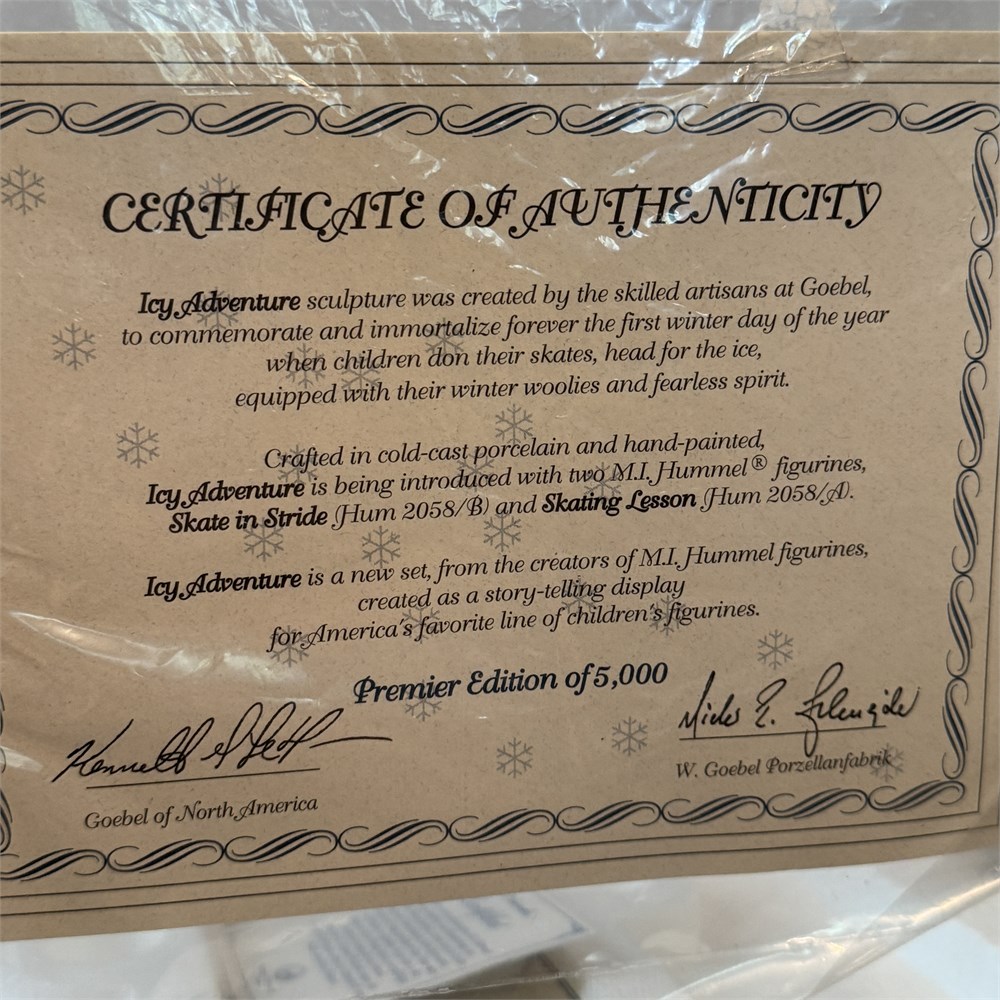 CERTIFICATE OF AUTHENTICITY
Icy Adventure sculpture was created by the skilled artisans at Goebel,
to commemorate and immortalize forever the first winter day of the year
when children don their skates, head for the ice,
equipped with their winter woolies and fearless spirit.
Crafted in cold-cast porcelain and hand-painted,
Icy Adventure is being introduced with two M.I. Hummel® figurines,
Skate in Stride (Hum 2058/B) and Skating Lesson (Hum 2058/A).
Icy Adventure is a new set, from the creators of M.I. Hummel figurines,
created as a story-telling display
for America's favorite line of children's figurines.
Premier Edition of 5,000
Goebel of North America
W. Goebel Porzellanfabrik